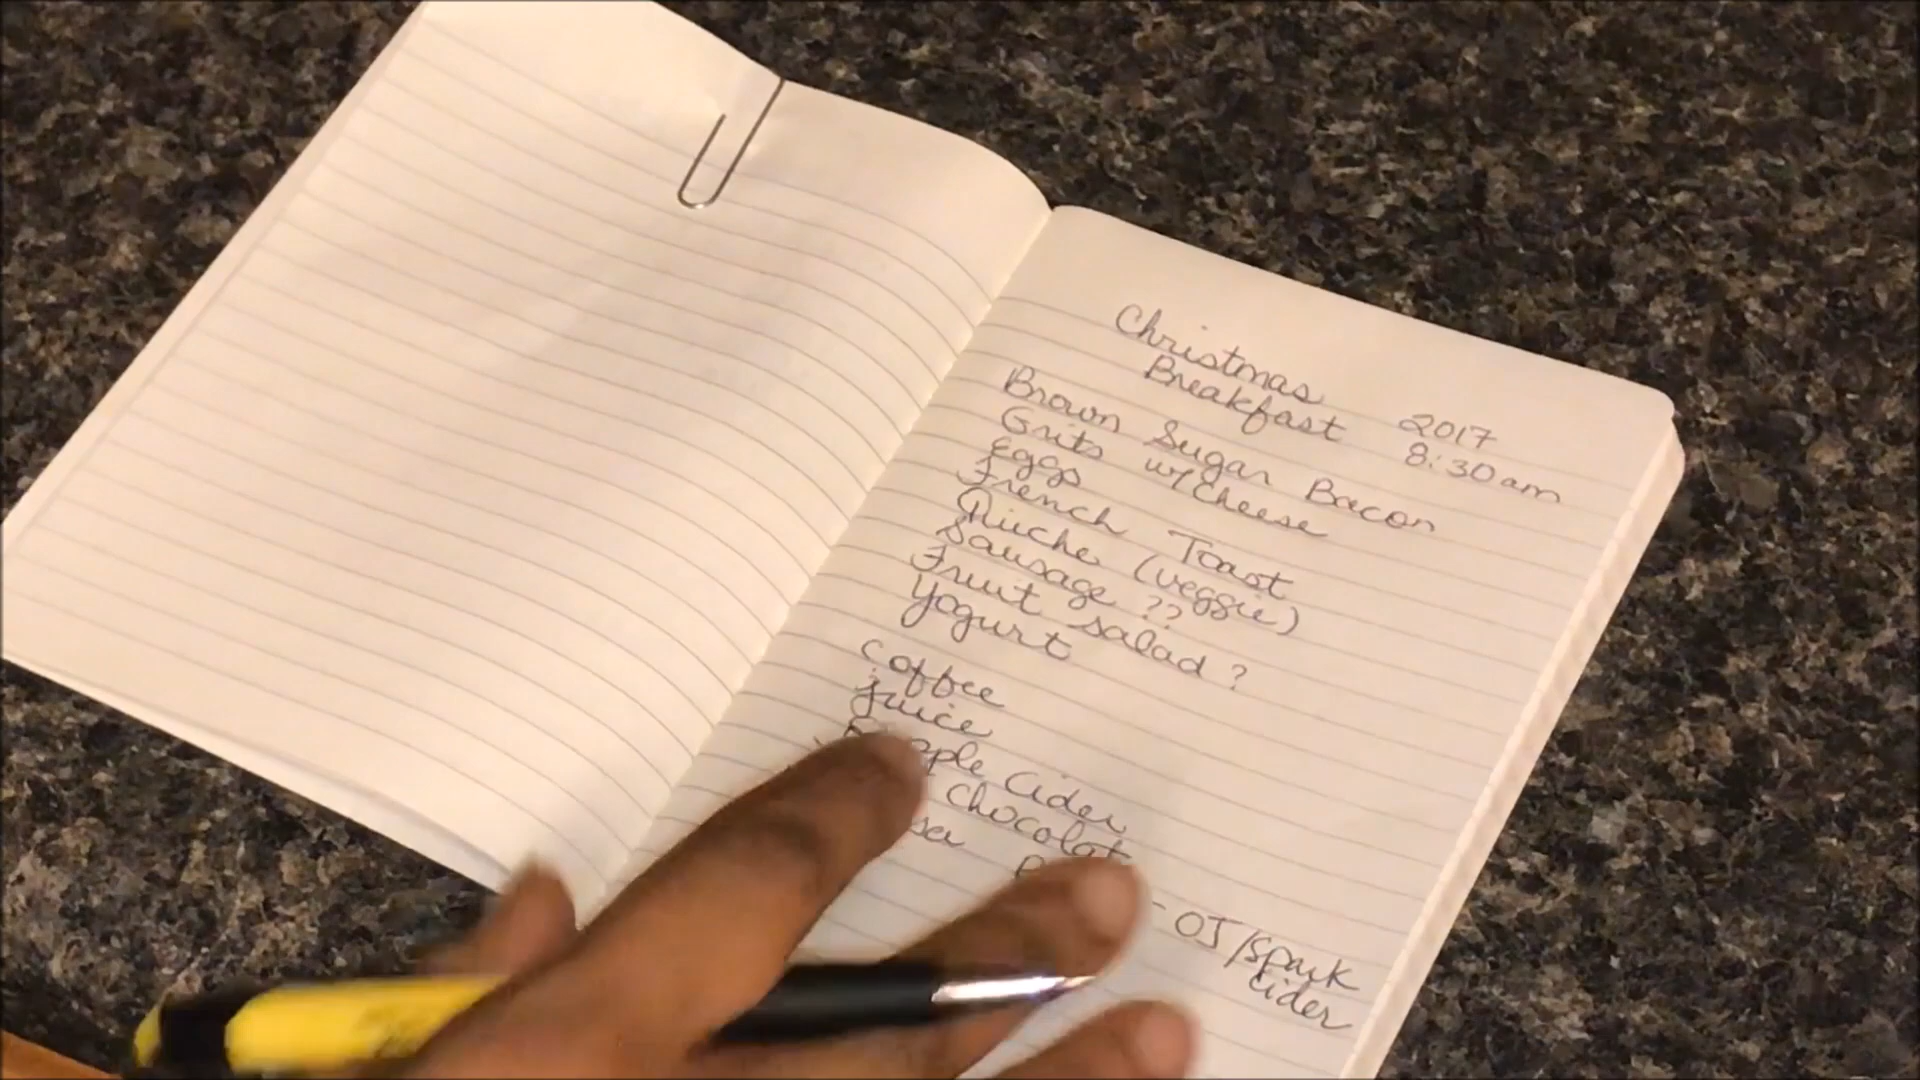 Christmas 2017
Breakfast 8:30am
Brown Sugar Bacon
Grits w/ Cheese
Eggs
French Toast
Quiche (veggie)
Sausage ??
Fruit salad ?
Yogurt
Coffee
Juice
Cider
Chocolat
- OJ/Spark
Cider